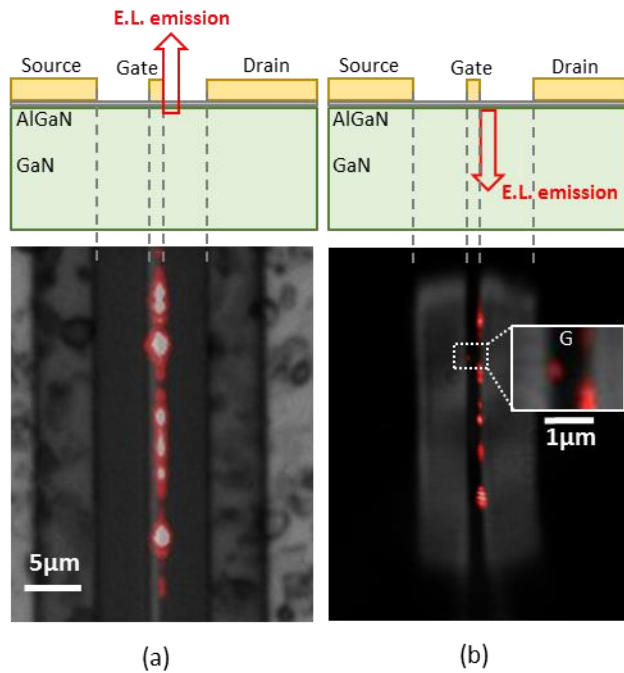 E.L. emission
Source Gate Drain
AlGaN
GaN
5μm
(a)
Source Gate Drain
AlGaN
GaN
E.L. emission
G
1μm
(b)